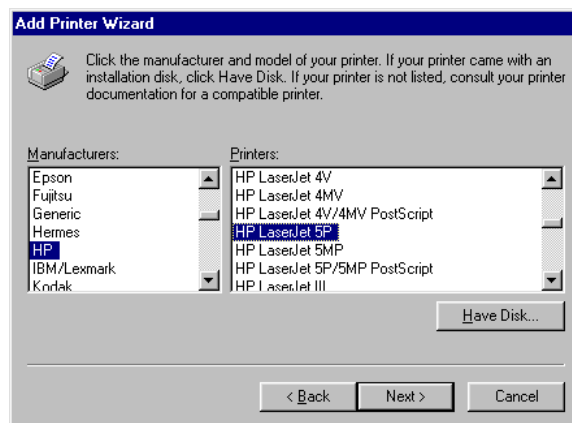 Add Printer Wizard
Click the manufacturer and model of your printer. If your printer came with an
installation disk, click Have Disk. If your printer is not listed, consult your printer
documentation for a compatible printer.
Manufacturers:
Epson
Fujitsu
Generic
Hermes
HP
IBM/Lexmark
Kodak
Printers:
HP LaserJet 4V
HP LaserJet 4MV
HP LaserJet 4V/4MV PostScript
HP LaserJet 5P
HP LaserJet 5MP
HP LaserJet 5P/5MP PostScript
HP LaserJet III
Have Disk...
< Back
Next >
Cancel